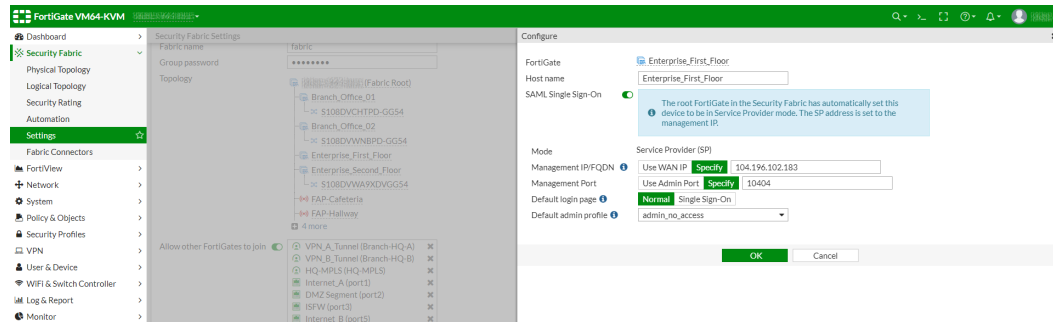 FortiGate VM64-KVM
Dashboard
Security Fabric
Physical Topology
Logical Topology
Security Rating
Automation
Settings
Fabric Connectors
FortiView
Network
System
Policy & Objects
Security Profiles
VPN
User & Device
WiFi & Switch Controller
Log & Report
Monitor
Security Fabric Settings
Fabric name fabric
Group password ••••••••
Topology
(Fabric Root)
Branch_Office_01
S108DVCHTPD-GG54
Branch_Office_02
S108DVWNBPD-GG54
Enterprise_First_Floor
Enterprise_Second_Floor
S108DVWA9XDVGG54
FAP-Cafeteria
FAP-Hallway
4 more
Allow other FortiGates to join VPN_A_Tunnel (Branch-HQ-A)
VPN_B_Tunnel (Branch-HQ-B)
HQ-MPLS (HQ-MPLS)
Internet_A (port1)
DMZ Segment (port2)
ISFW (port3)
Internet_B (port5)
Configure
FortiGate Enterprise_First_Floor
Host name Enterprise_First_Floor
SAML Single Sign-On
The root FortiGate in the Security Fabric has automatically set this
device to be in Service Provider mode. The SP address is set to the
management IP.
Mode Service Provider (SP)
Management IP/FQDN Use WAN IP Specify 104.196.102.183
Management Port Use Admin Port Specify 10404
Default login page Normal Single Sign-On
Default admin profile admin_no_access
OK Cancel